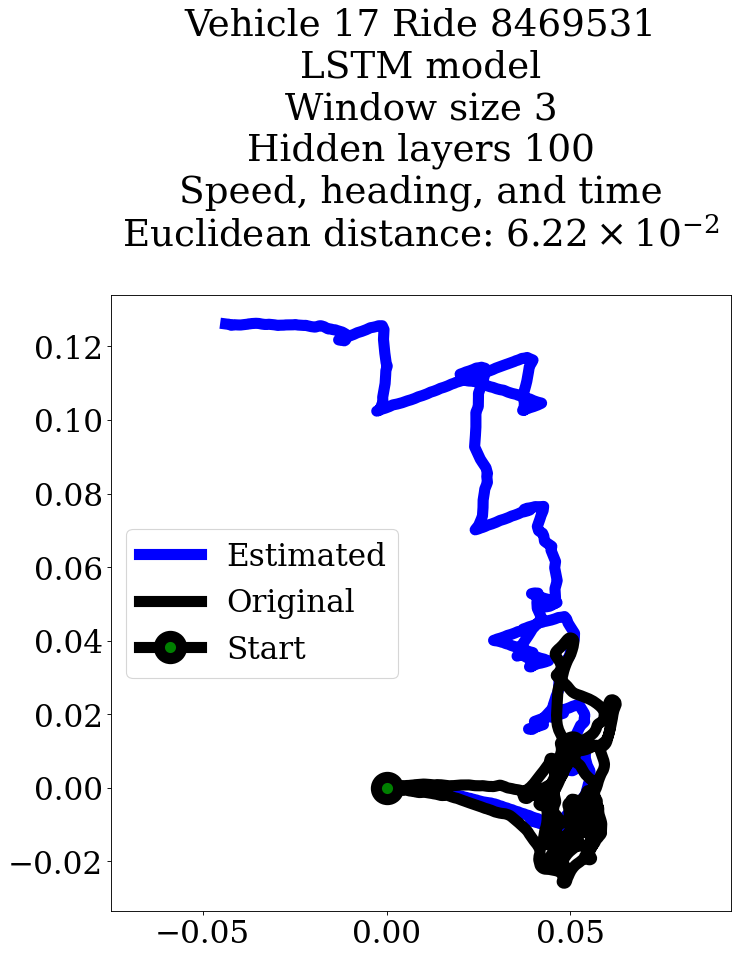 Vehicle 17 Ride 8469531
LSTM model
Window size 3
Hidden layers 100
Speed, heading, and time
Euclidean distance: 6.22 × 10⁻²
0.12
0.10
0.08
0.06
0.04
0.02
0.00
−0.02
Estimated
Original
Start
−0.05 0.00 0.05